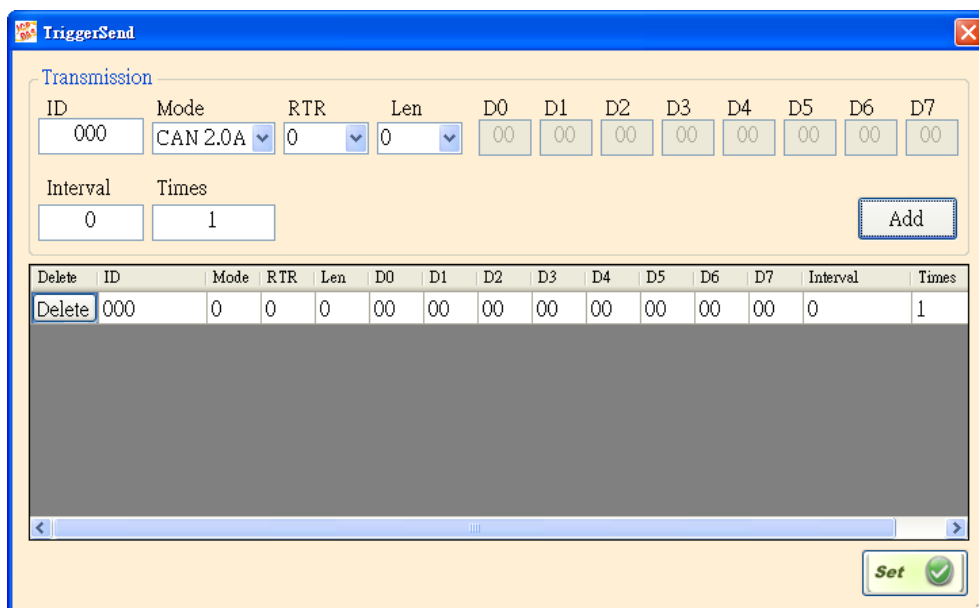 TriggerSend
Transmission
ID Mode RTR Len D0 D1 D2 D3 D4 D5 D6 D7
000 CAN 2.0A 0 0 00 00 00 00 00 00 00 00
Interval Times
0 1 Add
Delete ID Mode RTR Len D0 D1 D2 D3 D4 D5 D6 D7 Interval Times
Delete 000 0 0 0 00 00 00 00 00 00 00 00 0 1
Set